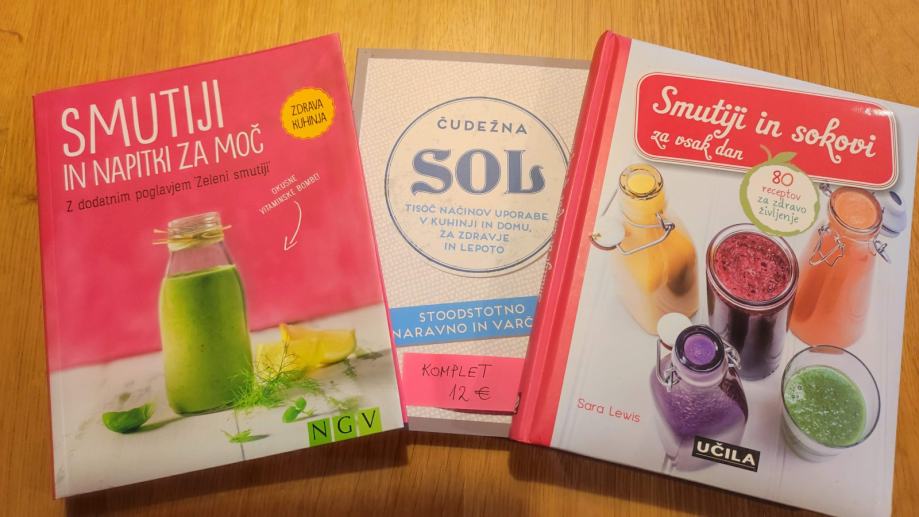 SMUTIJI
IN NAPITKI ZA MOČ
Z dodatnim poglavjem 'Zeleni smutiji'
ZDRAVA
KUHINJA
OKUSNE
VITAMINSKE BOMBE!
NGV
ČUDEŽNA
SOL
TISOČ NAČINOV UPORABE
V KUHINJI IN DOMU,
ZA ZDRAVJE
IN LEPOTO
STOODSTOTNO
NARAVNO IN
KOMPLET
12 €
Smutiji in sokovi
za vsak dan
80
receptov
za zdravo
življenje
Sara Lewis
UČILA